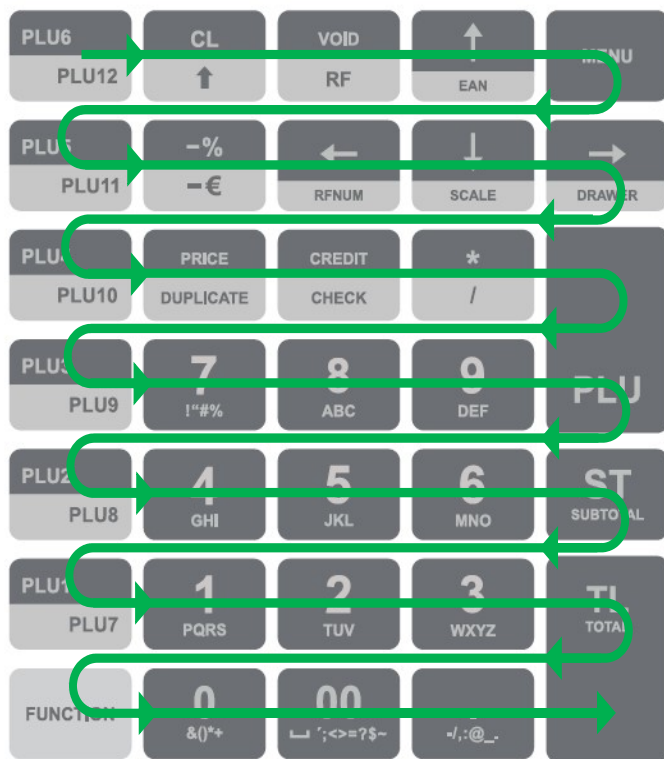 PLU6
PLU12
CL
VOID
RF
EAN
MENU
PLU5
PLU11
-%
-€
RFNUM
SCALE
DRAWER
PLU4
PLU10
PRICE
DUPLICATE
CREDIT
CHECK
*
/
PLU3
PLU9
7
!"#%
8
ABC
9
DEF
PLU
PLU2
PLU8
4
GHI
5
JKL
6
MNO
ST
SUBTOTAL
PLU1
PLU7
1
PQRS
2
TUV
3
WXYZ
TL
TOTAL
FUNCTION
0
&()*+
00
⎵ ´;<>=?$~
-/,:@_.